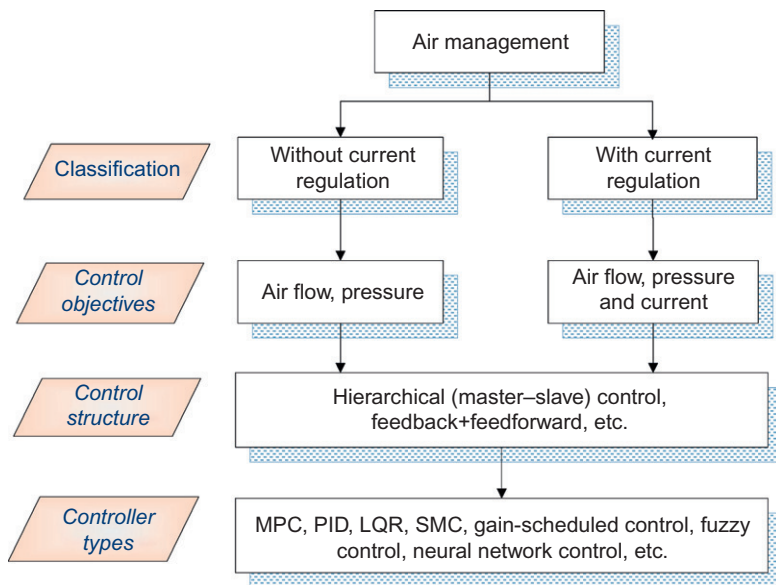 Air management
Classification
Without current
regulation
With current
regulation
Control
objectives
Air flow, pressure
Air flow, pressure
and current
Control
structure
Hierarchical (master–slave) control,
feedback+feedforward, etc.
Controller
types
MPC, PID, LQR, SMC, gain-scheduled control, fuzzy
control, neural network control, etc.